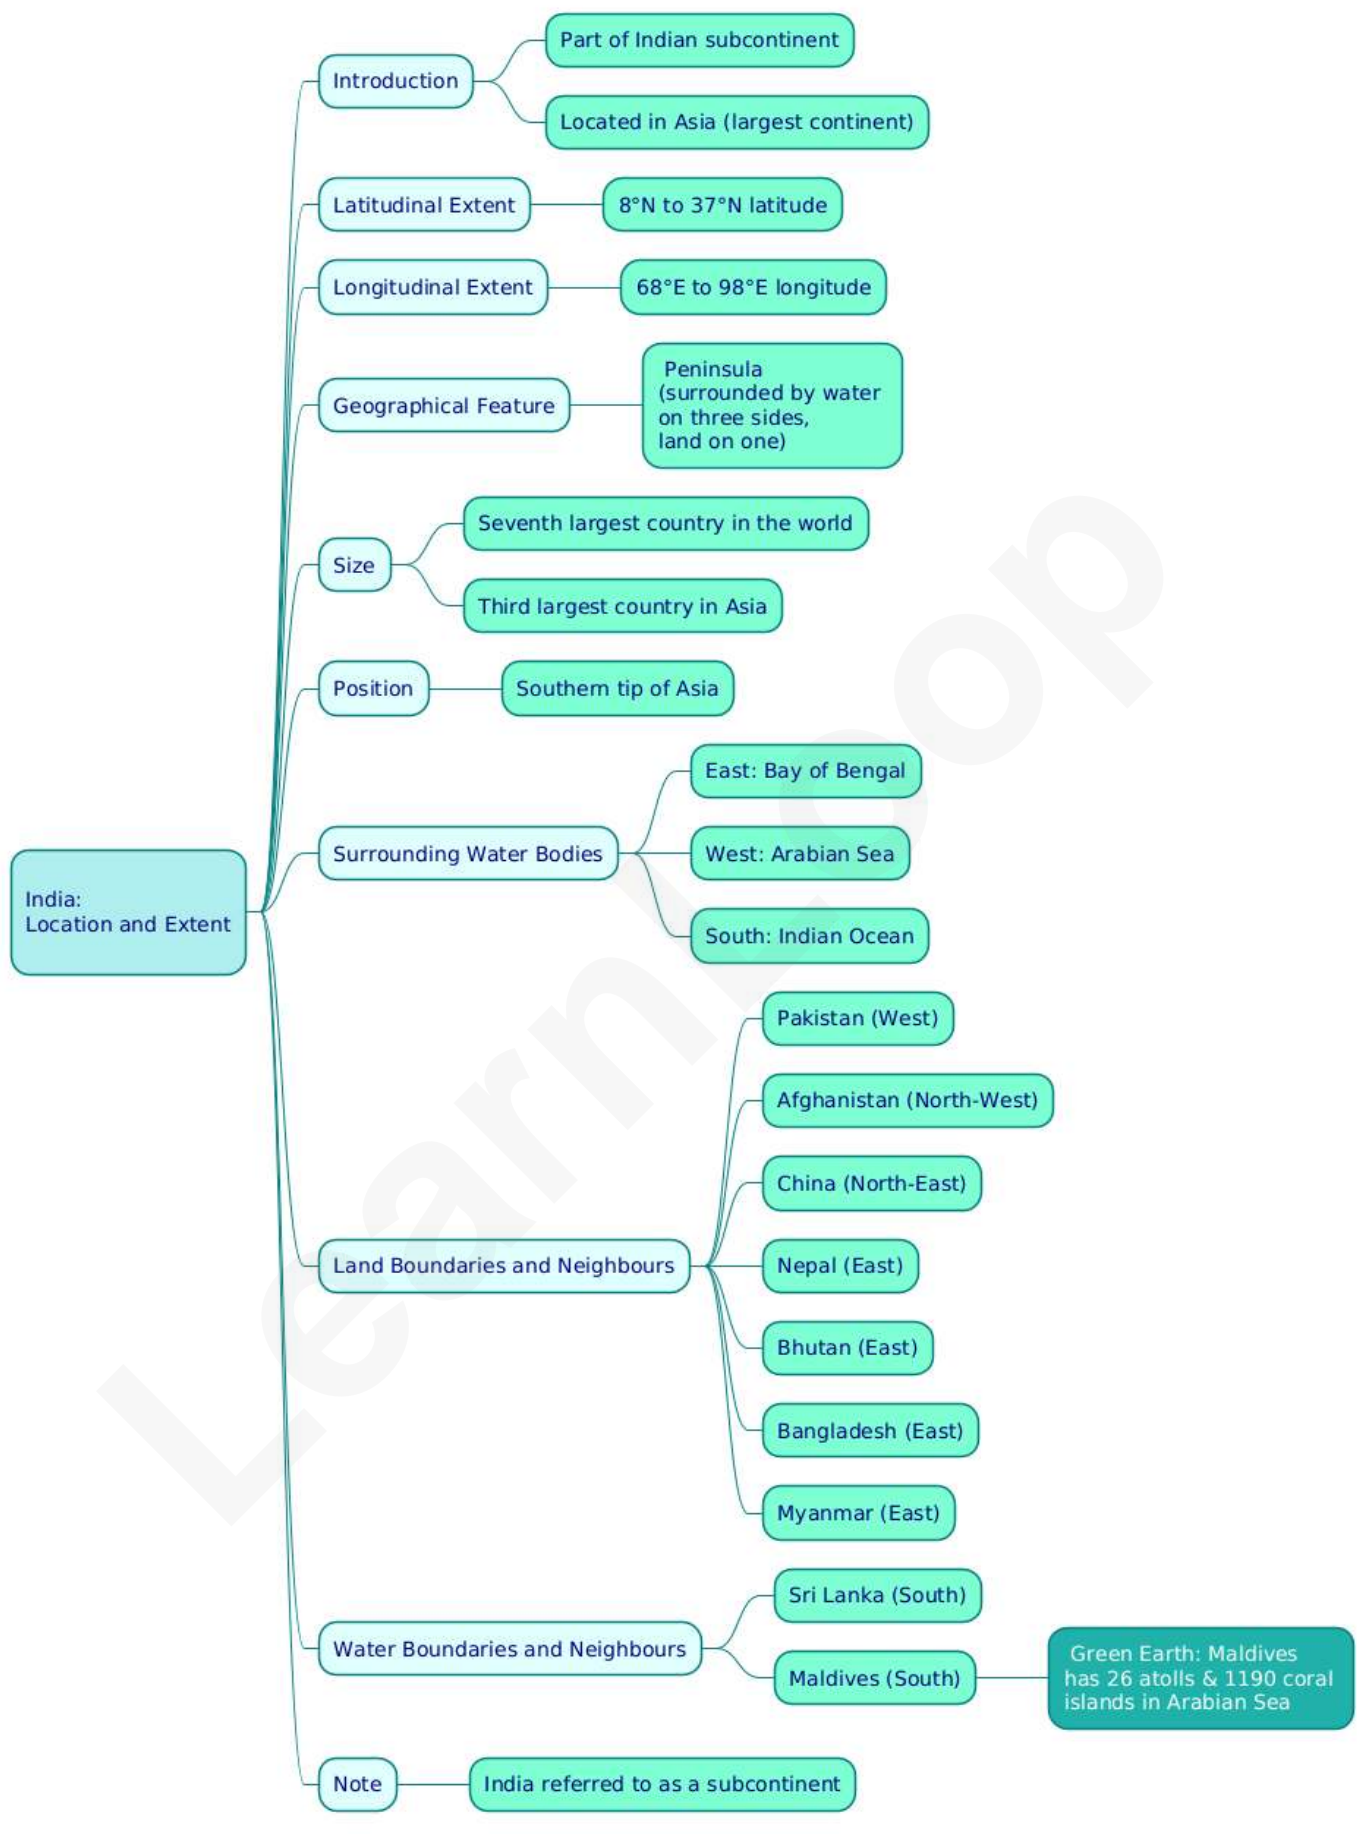 Part of Indian subcontinent
Introduction
Located in Asia (largest continent)
Latitudinal Extent
8°N to 37°N latitude
Longitudinal Extent
68°E to 98°E longitude
Geographical Feature
Peninsula
(surrounded by water
on three sides,
land on one)
Size
Seventh largest country in the world
Third largest country in Asia
Position
Southern tip of Asia
Surrounding Water Bodies
East: Bay of Bengal
West: Arabian Sea
South: Indian Ocean
India:
Location and Extent
Land Boundaries and Neighbours
Pakistan (West)
Afghanistan (North-West)
China (North-East)
Nepal (East)
Bhutan (East)
Bangladesh (East)
Myanmar (East)
Water Boundaries and Neighbours
Sri Lanka (South)
Maldives (South)
Green Earth: Maldives
has 26 atolls & 1190 coral
islands in Arabian Sea
Note
India referred to as a subcontinent
LearnLoop